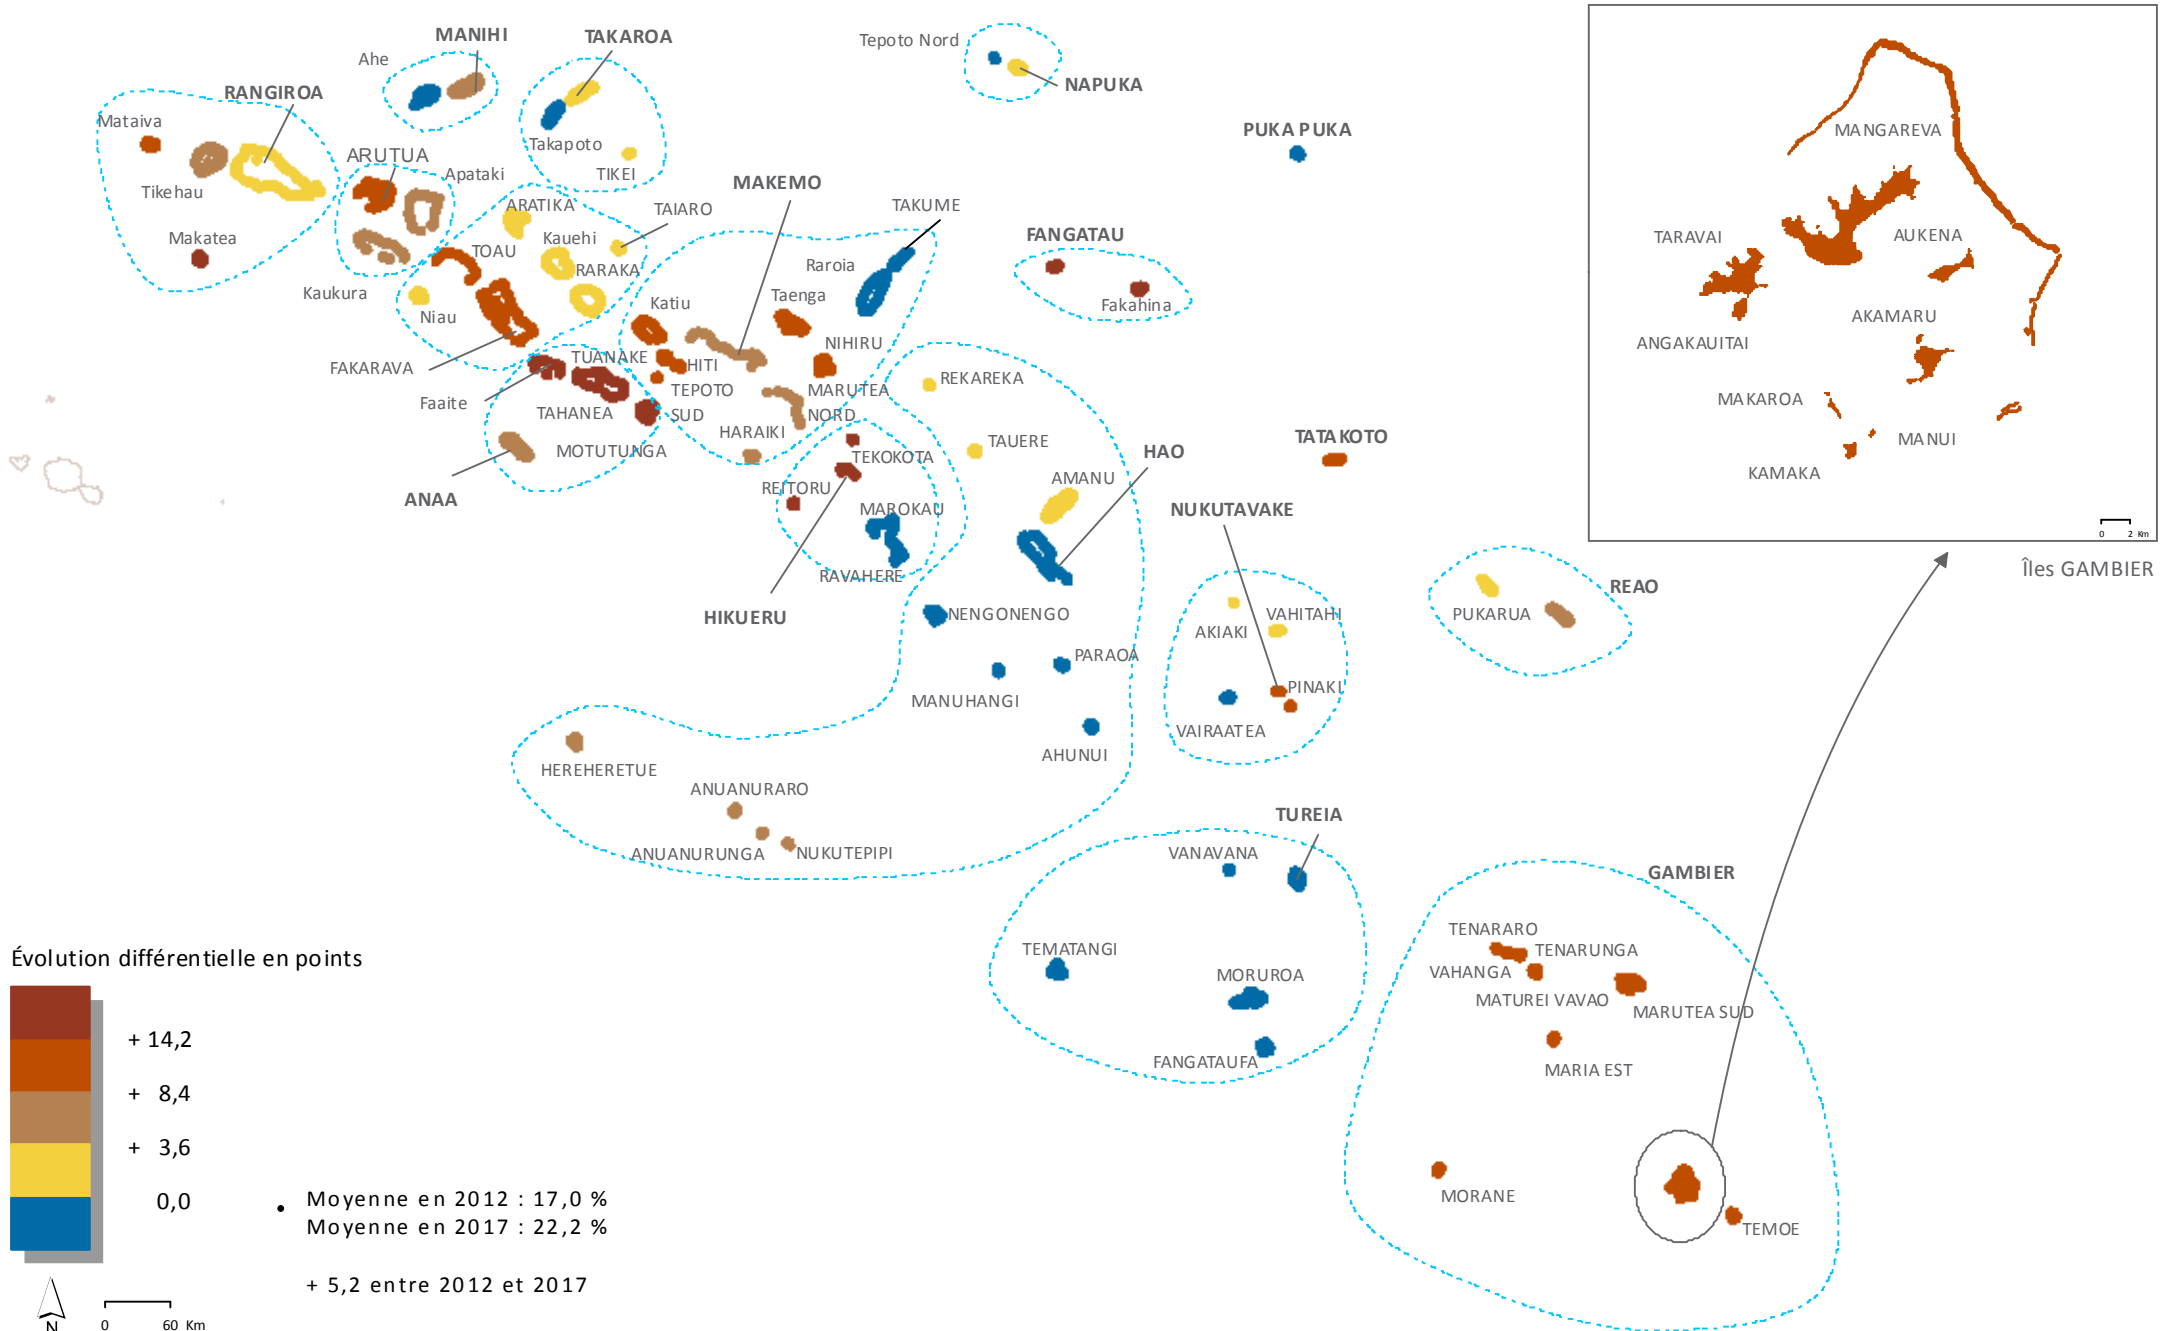 MANIHI
TAKAROA
Tepoto Nord
Ahe
NAPUKA
RANGIROA
Mataiva
PUKA PUKA
Takapoto
ARUTUA
Apataki
TIKEI
Tikehau
MAKEMO
ARATIKA
TAIARO
TAKUME
Makatea
TOAU
Kauehi
FANGATAU
RARAKA
Raroia
Kaukura
Niau
Katiu
Taenga
Fakahina
NIHIRU
FAKARAVA
TUANAKE
HITI
REKAREKA
TEPOTO
SUD
MARUTEA
NORD
Faaite
TAHANEA
HARAIKI
TAUERE
TATAKOTO
MOTUTUNGA
TEKOKOTA
HAO
ANAA
REITORU
AMANU
MAROKAU
NUKUTAVAKE
RAVAHERE
HIKUERU
NENGONENGO
AKIAKI
VAHITAHI
PUKARUA
REAO
PARAOA
MANUHANGI
PINAKI
VAIRAATEA
AHUNUI
HEREHERETUE
ANUANURARO
ANUANURUNGA
NUKUTEPIPI
TUREIA
VANAVANA
GAMBIER
TEMATANGI
MORUROA
FANGATAUFA
TENARARO
TENARUNGA
VAHANGA
MATUREI VAVAO
MARUTEA SUD
MARIA EST
MORANE
TEMOE
MANGAREVA
TARAVAI
AUKENA
AKAMARU
ANGAKAUITAI
MAKAROA
MANUI
KAMAKA
0 2 Km
Îles GAMBIER
Évolution différentielle en points
+ 14,2
+ 8,4
+ 3,6
0,0
• Moyenne en 2012 : 17,0 %
Moyenne en 2017 : 22,2 %
+ 5,2 entre 2012 et 2017
N
0 60 Km